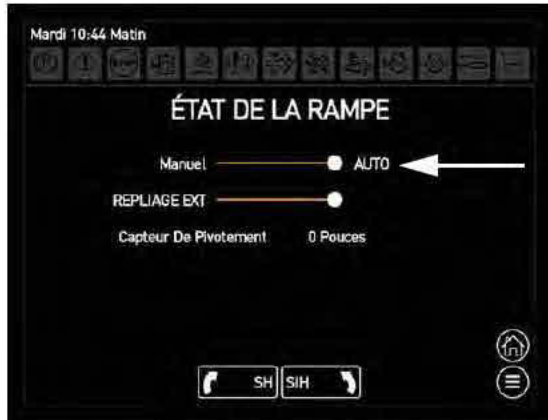 Mardi 10:44 Matin
ÉTAT DE LA RAMPE
Manuel AUTO
REPLIAGE EXT
Capteur De Pivotement 0 Pouces
SH SIH